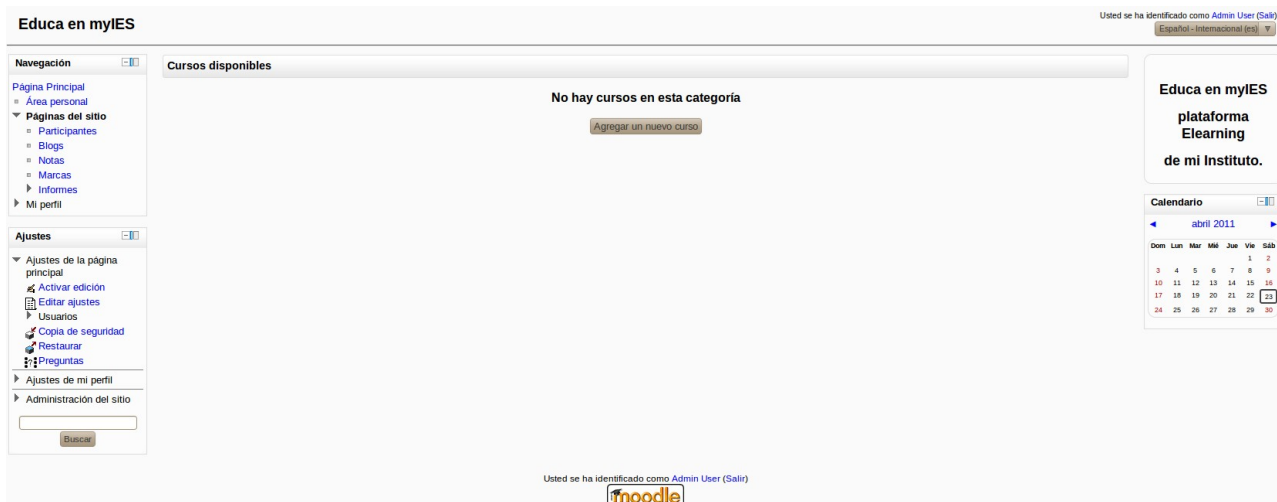 Educa en myIES
Usted se ha identificado como Admin User (Salir)
Español - Internacional (es)
Navegación
Página Principal
Área personal
Páginas del sitio
Participantes
Blogs
Notas
Marcas
Informes
Mi perfil
Ajustes
Ajustes de la página
principal
Activar edición
Editar ajustes
Usuarios
Copia de seguridad
Restaurar
Preguntas
Ajustes de mi perfil
Administración del sitio
Buscar
Cursos disponibles
No hay cursos en esta categoría
Agregar un nuevo curso
Educa en myIES
plataforma
Elearning
de mi Instituto.
Calendario
◄ abril 2011 ►
Dom Lun Mar Mié Jue Vie Sáb
1 2
3 4 5 6 7 8 9
10 11 12 13 14 15 16
17 18 19 20 21 22 23
24 25 26 27 28 29 30
Usted se ha identificado como Admin User (Salir)
moodle